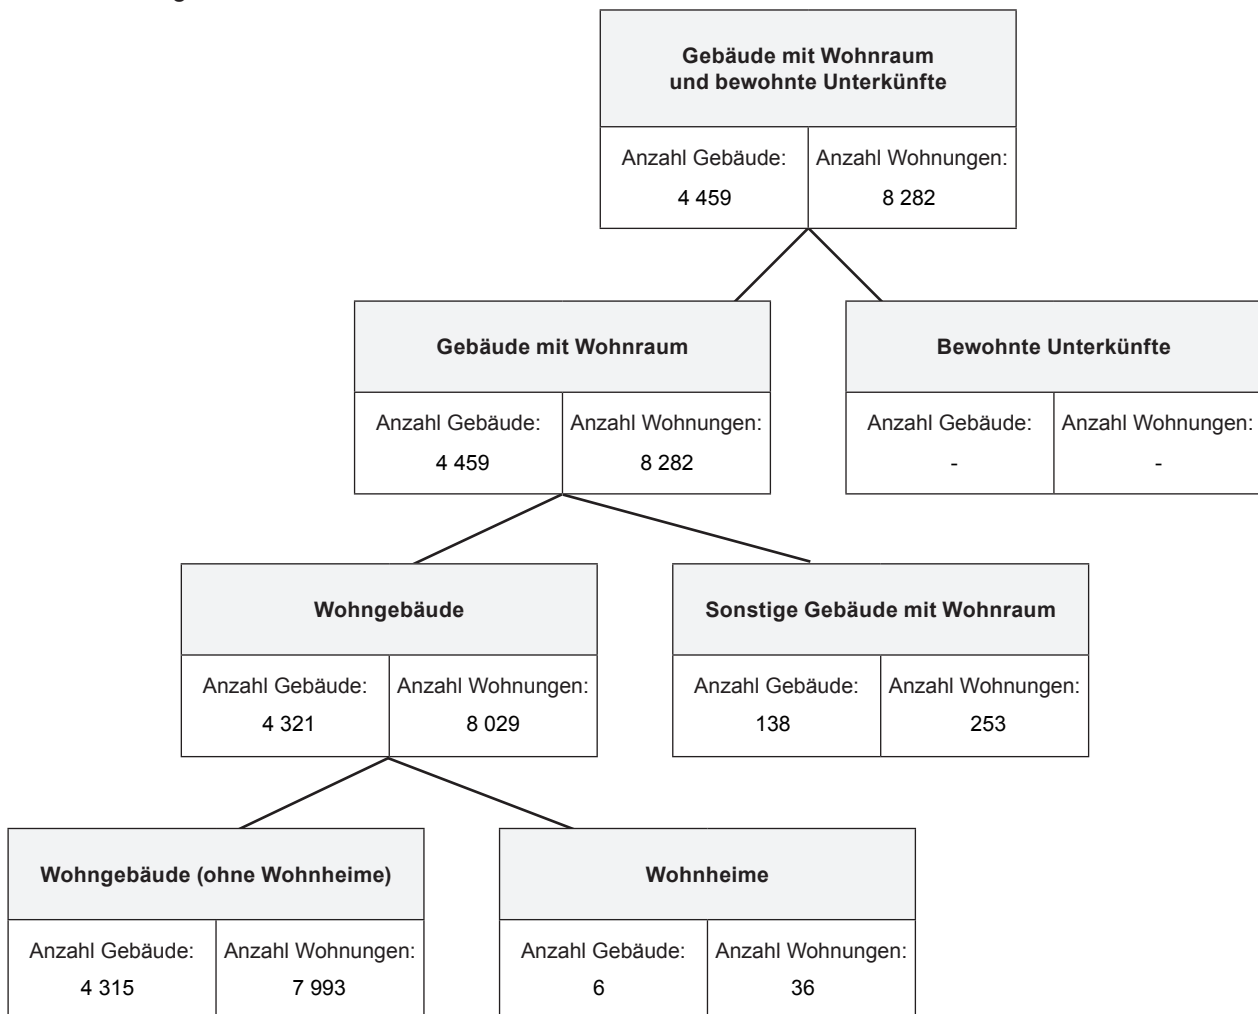 Gebäude mit Wohnraum
und bewohnte Unterkünfte
Anzahl Gebäude: Anzahl Wohnungen:
4 459 8 282
Gebäude mit Wohnraum Bewohnte Unterkünfte
Anzahl Gebäude: Anzahl Wohnungen: Anzahl Gebäude: Anzahl Wohnungen:
4 459 8 282 - -
Wohngebäude Sonstige Gebäude mit Wohnraum
Anzahl Gebäude: Anzahl Wohnungen: Anzahl Gebäude: Anzahl Wohnungen:
4 321 8 029 138 253
Wohngebäude (ohne Wohnheime) Wohnheime
Anzahl Gebäude: Anzahl Wohnungen: Anzahl Gebäude: Anzahl Wohnungen:
4 315 7 993 6 36